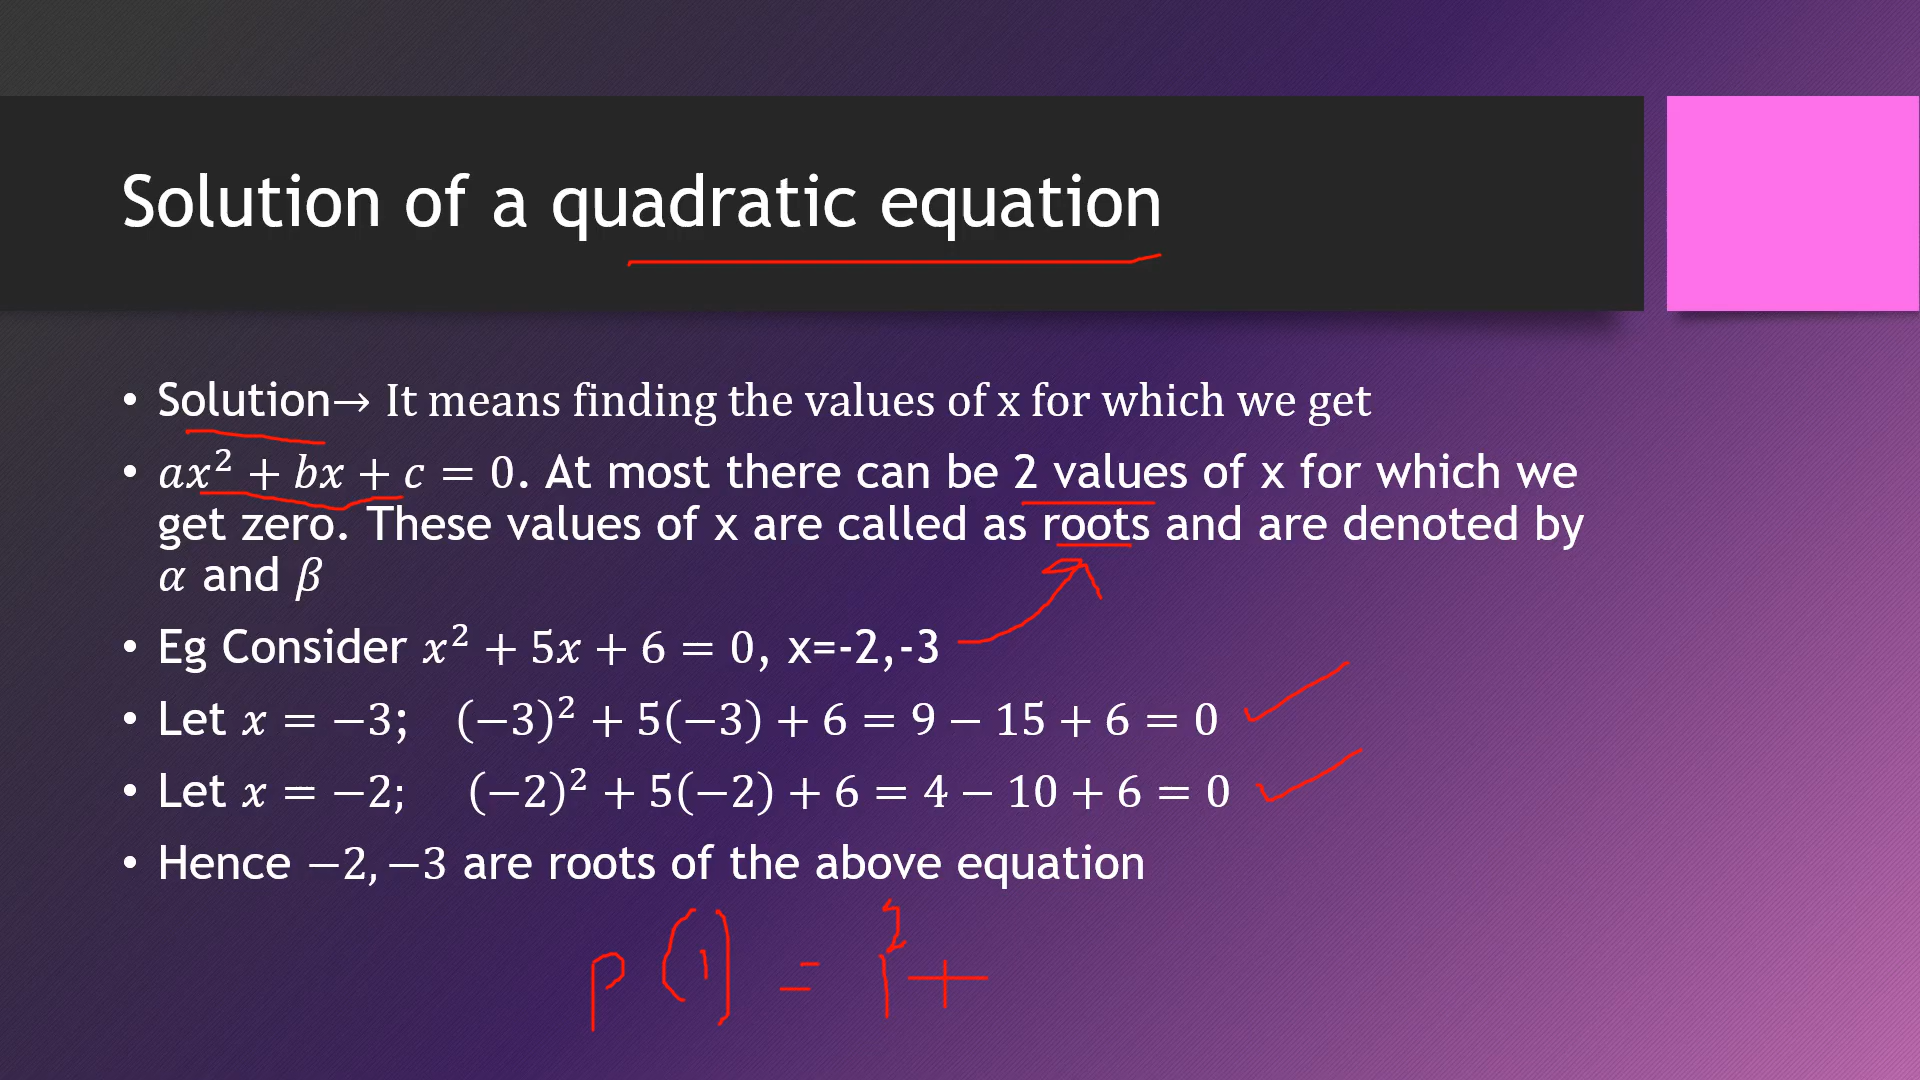 Solution of a quadratic equation
• Solution→ It means finding the values of x for which we get
• 𝑎𝑥² + 𝑏𝑥 + 𝑐 = 0. At most there can be 2 values of x for which we
get zero. These values of x are called as roots and are denoted by
𝛼 and 𝛽
• Eg Consider 𝑥² + 5𝑥 + 6 = 0, x=-2,-3
• Let 𝑥 = −3; (−3)² + 5(−3) + 6 = 9 − 15 + 6 = 0
• Let 𝑥 = −2; (−2)² + 5(−2) + 6 = 4 − 10 + 6 = 0
• Hence −2, −3 are roots of the above equation
P(1) = 1² +